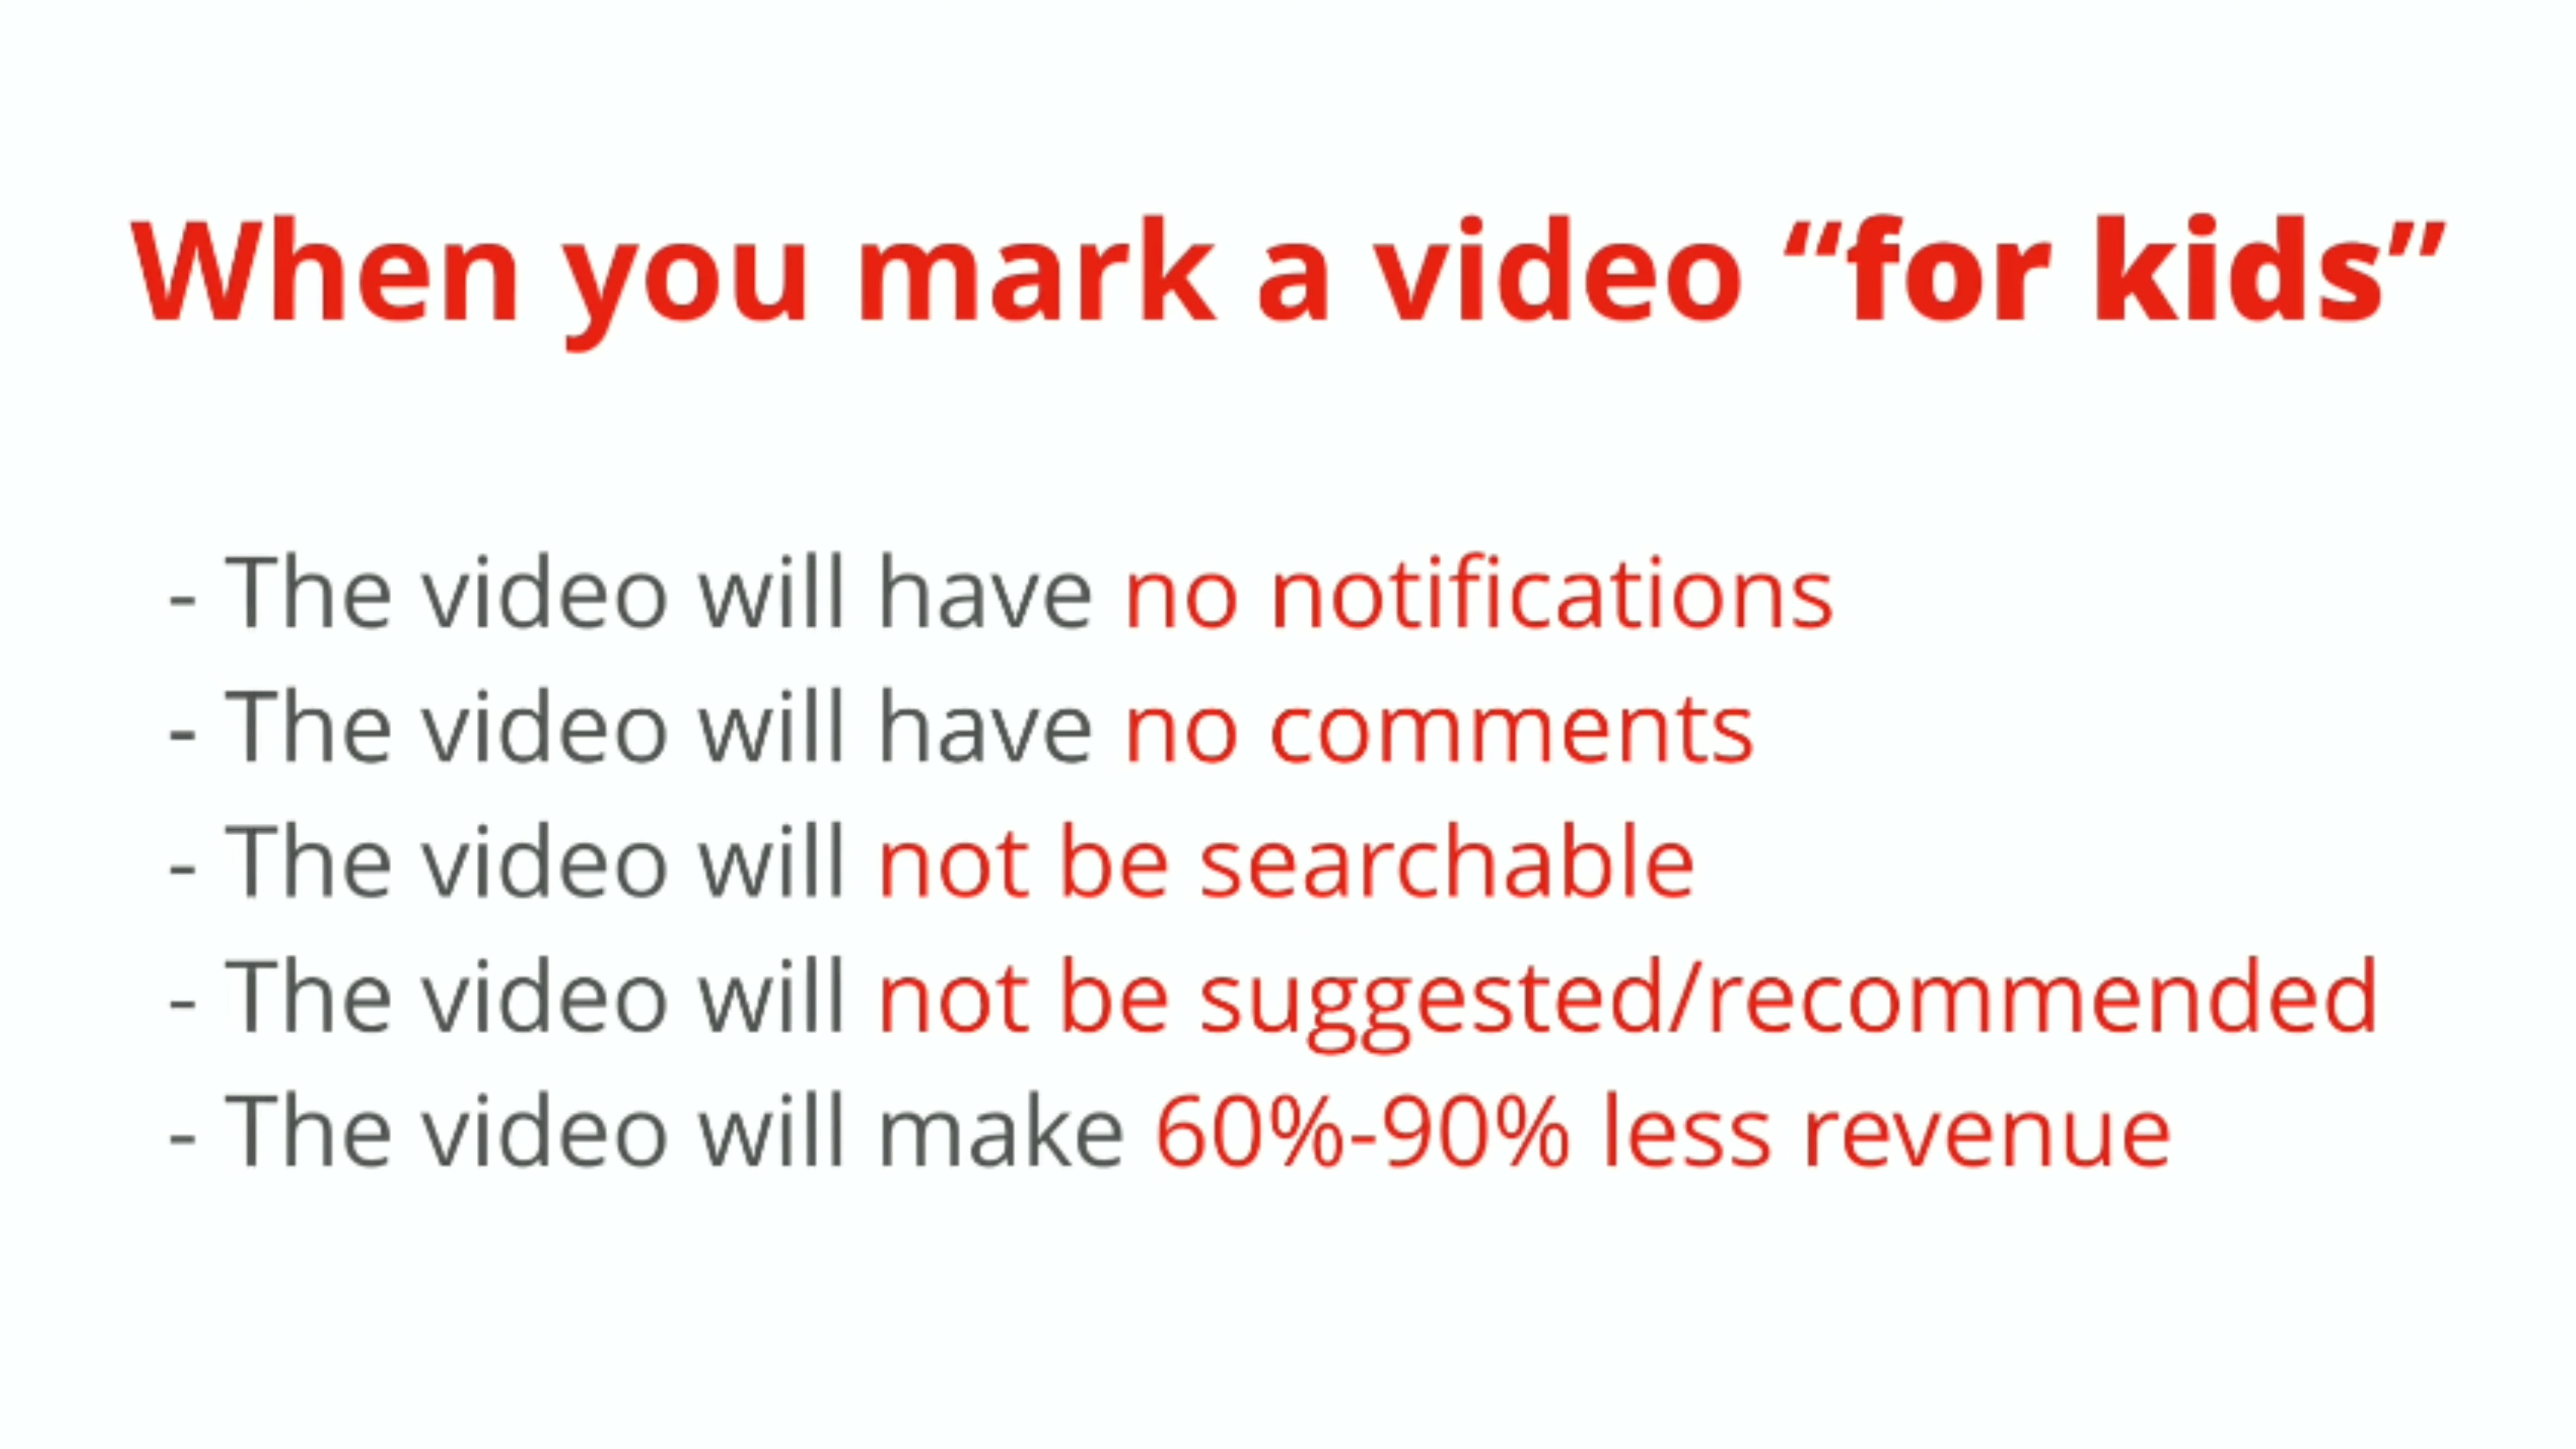 When you mark a video “for kids”
- The video will have no notifications
- The video will have no comments
- The video will not be searchable
- The video will not be suggested/recommended
- The video will make 60%-90% less revenue